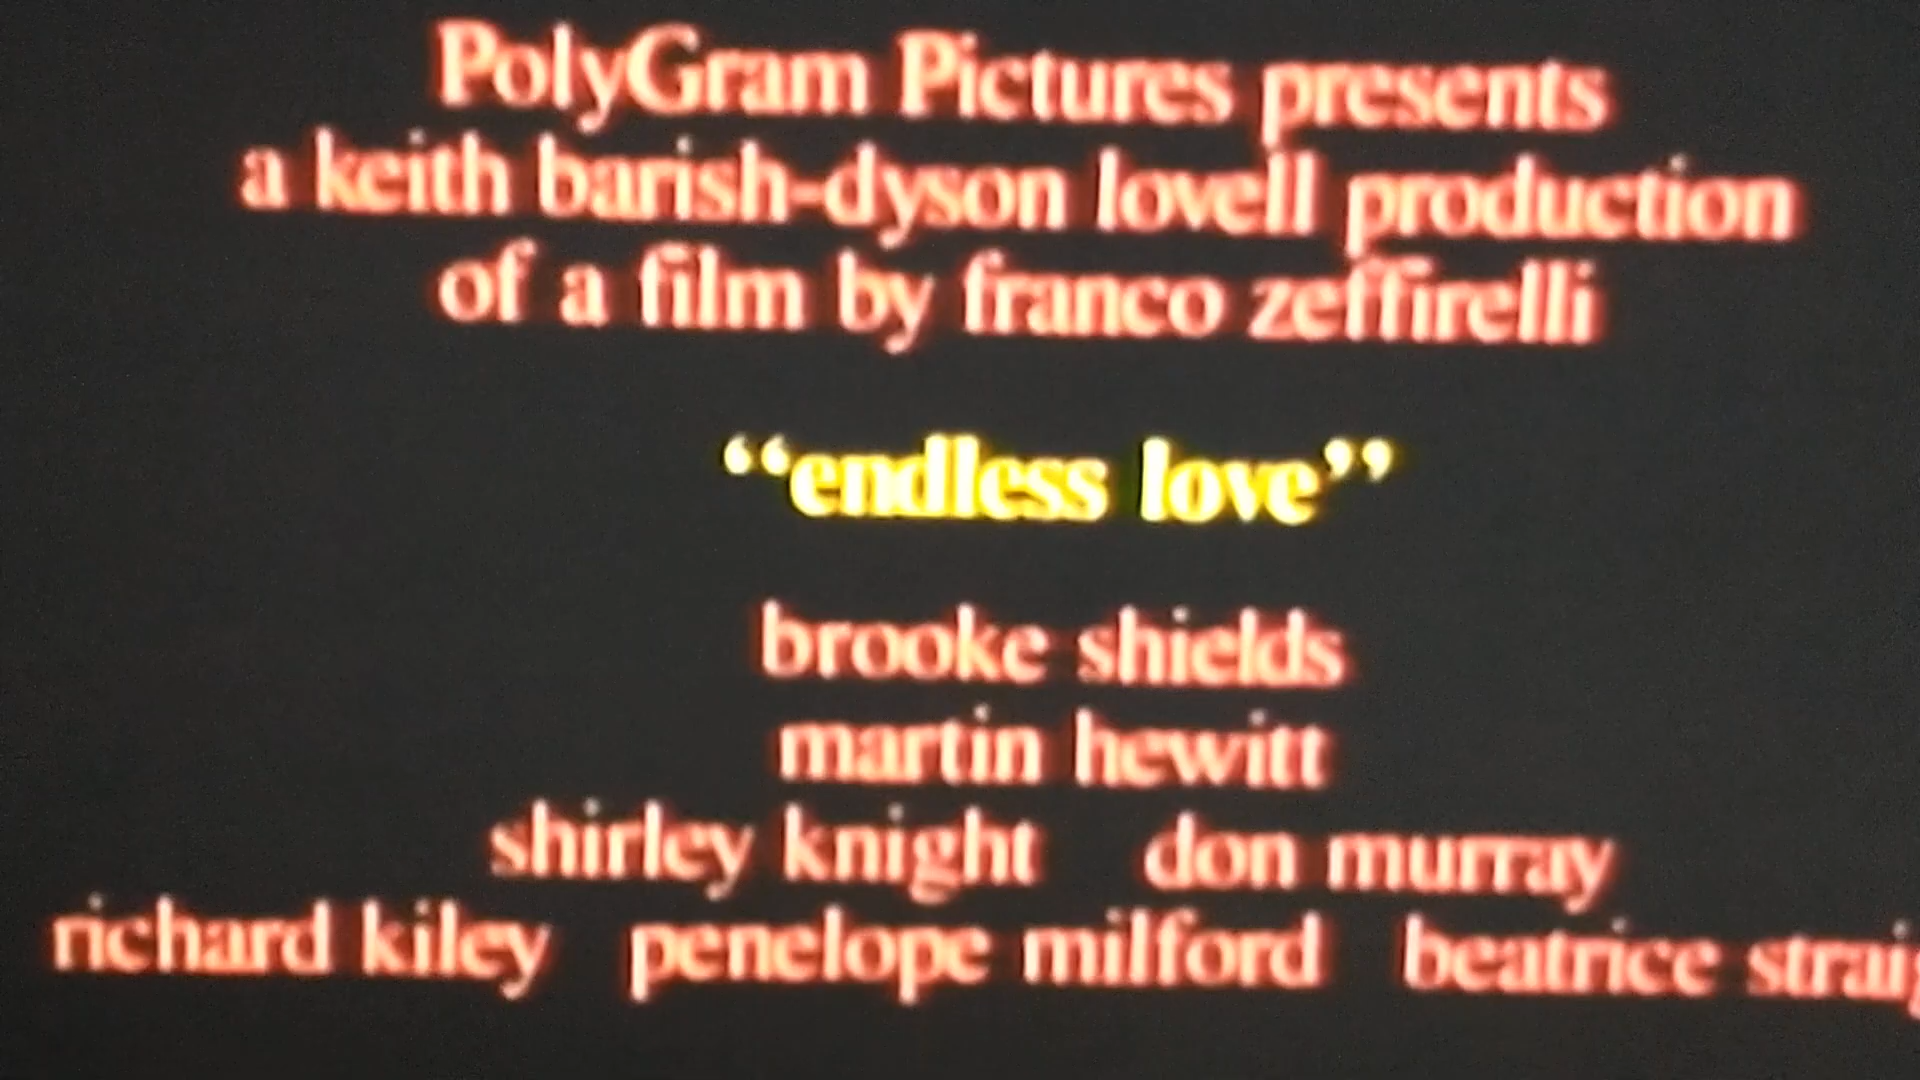 PolyGram Pictures presents
a keith barish-dyson lovell production
of a film by franco zeffirelli
“endless love”
brooke shields
martin hewitt
shirley knight don murray
richard kiley penelope milford beatrice